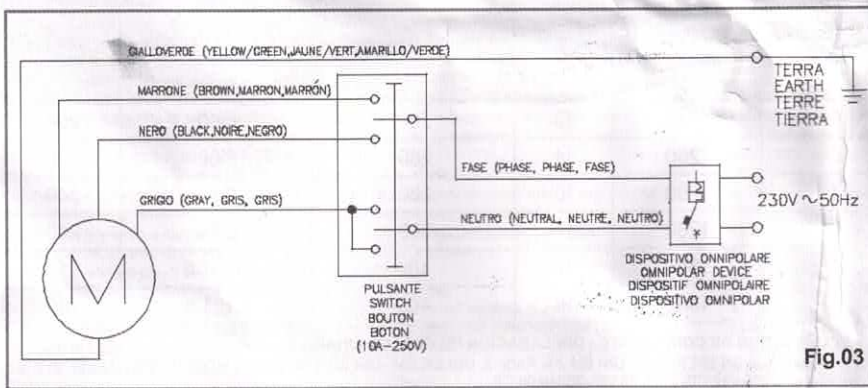 GIALLOVERDE (YELLOW/GREEN,JAUNE/VERT,AMARILLO/VERDE)
MARRONE (BROWN,MARRON,MARRÓN)
NERO (BLACK,NOIRE,NEGRO)
GRIGIO (GRAY, GRIS, GRIS)
M
FASE (PHASE, PHASE, FASE)
NEUTRO (NEUTRAL, NEUTRE, NEUTRO)
TERRA
EARTH
TERRE
TIERRA
230V ~ 50Hz
PULSANTE
SWITCH
BOUTON
BOTON
(10A-250V)
DISPOSITIVO ONNIPOLARE
OMNIPOLAR DEVICE
DISPOSITIF OMNIPOLAIRE
DISPOSITIVO OMNIPOLAR
Fig.03